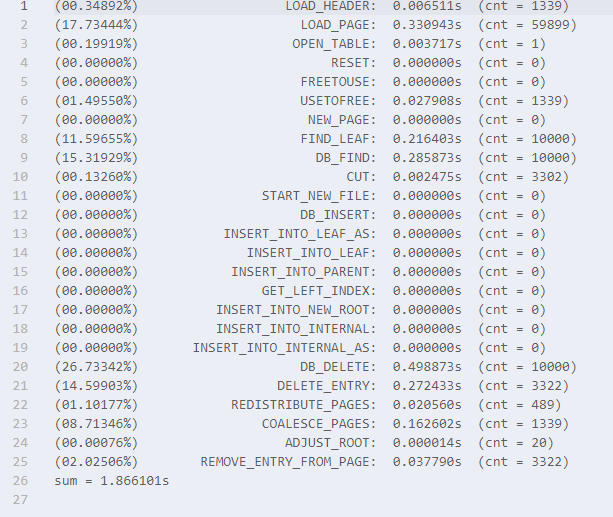 1 (00.34892%) LOAD_HEADER: 0.006511s (cnt = 1339)
2 (17.73444%) LOAD_PAGE: 0.330943s (cnt = 59899)
3 (00.19919%) OPEN_TABLE: 0.003717s (cnt = 1)
4 (00.00000%) RESET: 0.000000s (cnt = 0)
5 (00.00000%) FREETOUSE: 0.000000s (cnt = 0)
6 (01.49550%) USETOFREE: 0.027908s (cnt = 1339)
7 (00.00000%) NEW_PAGE: 0.000000s (cnt = 0)
8 (11.59655%) FIND_LEAF: 0.216403s (cnt = 10000)
9 (15.31929%) DB_FIND: 0.285873s (cnt = 10000)
10 (00.13260%) CUT: 0.002475s (cnt = 3302)
11 (00.00000%) START_NEW_FILE: 0.000000s (cnt = 0)
12 (00.00000%) DB_INSERT: 0.000000s (cnt = 0)
13 (00.00000%) INSERT_INTO_LEAF_AS: 0.000000s (cnt = 0)
14 (00.00000%) INSERT_INTO_LEAF: 0.000000s (cnt = 0)
15 (00.00000%) INSERT_INTO_PARENT: 0.000000s (cnt = 0)
16 (00.00000%) GET_LEFT_INDEX: 0.000000s (cnt = 0)
17 (00.00000%) INSERT_INTO_NEW_ROOT: 0.000000s (cnt = 0)
18 (00.00000%) INSERT_INTO_INTERNAL: 0.000000s (cnt = 0)
19 (00.00000%) INSERT_INTO_INTERNAL_AS: 0.000000s (cnt = 0)
20 (26.73342%) DB_DELETE: 0.498873s (cnt = 10000)
21 (14.59903%) DELETE_ENTRY: 0.272433s (cnt = 3322)
22 (01.10177%) REDISTRIBUTE_PAGES: 0.020560s (cnt = 489)
23 (08.71346%) COALESCE_PAGES: 0.162602s (cnt = 1339)
24 (00.00076%) ADJUST_ROOT: 0.000014s (cnt = 20)
25 (02.02506%) REMOVE_ENTRY_FROM_PAGE: 0.037790s (cnt = 3322)
26 sum = 1.866101s
27